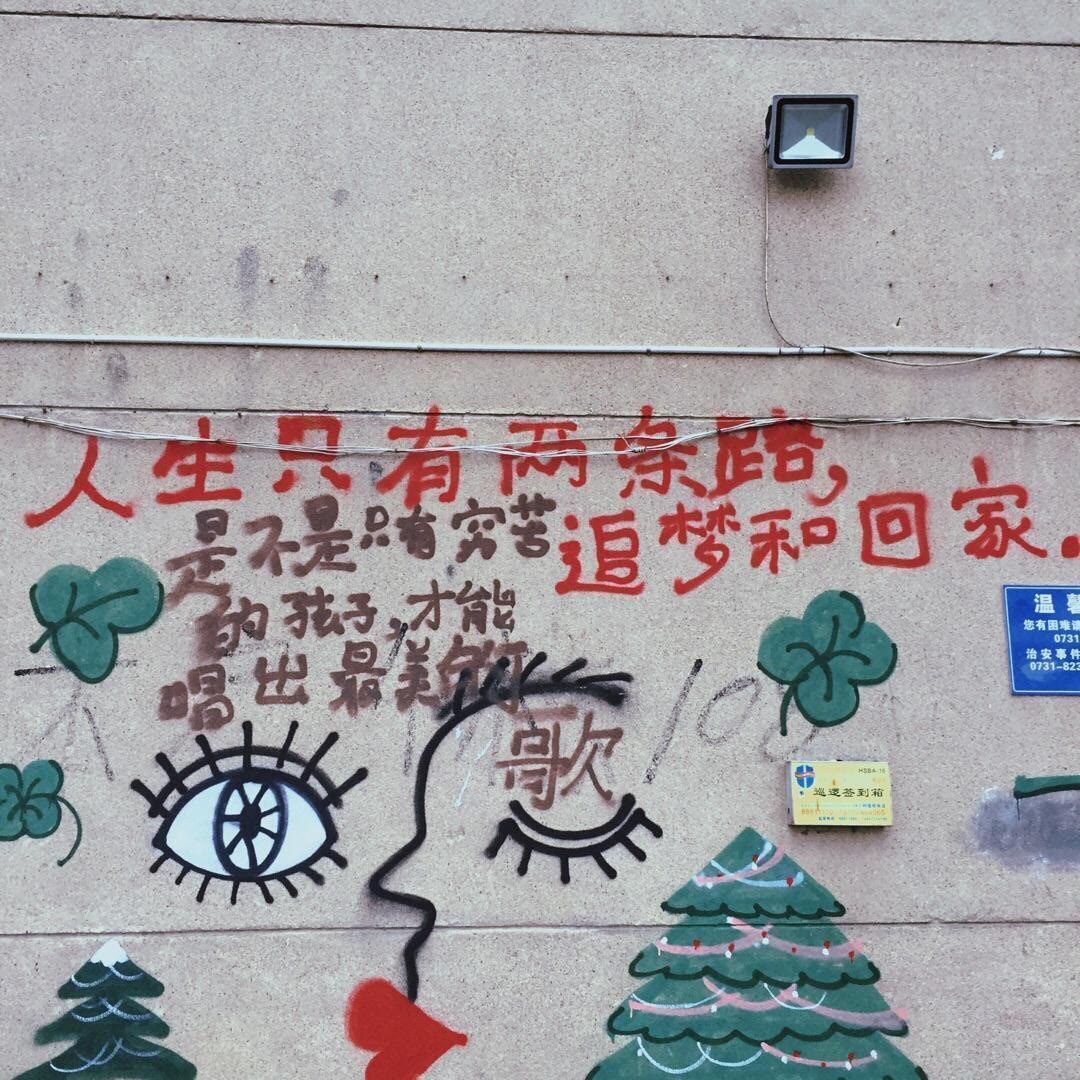 人生只有两条路,
追梦和回家.
是不是只有穷苦
的孩子,才能
唱出最美的
歌
温馨
您有困难请
0731
治安事件
0731-823
HSBA-16
巡逻签到箱